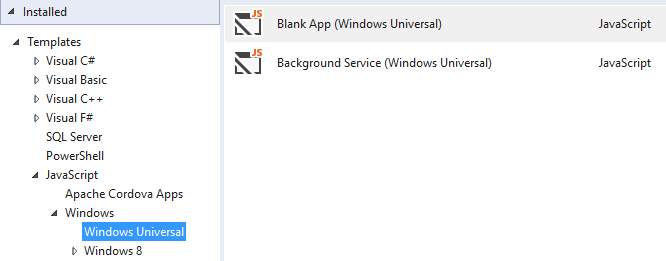 Installed
Templates
Visual C#
Visual Basic
Visual C++
Visual F#
SQL Server
PowerShell
JavaScript
Apache Cordova Apps
Windows
Windows Universal
Windows 8
JS Blank App (Windows Universal) JavaScript
JS Background Service (Windows Universal) JavaScript